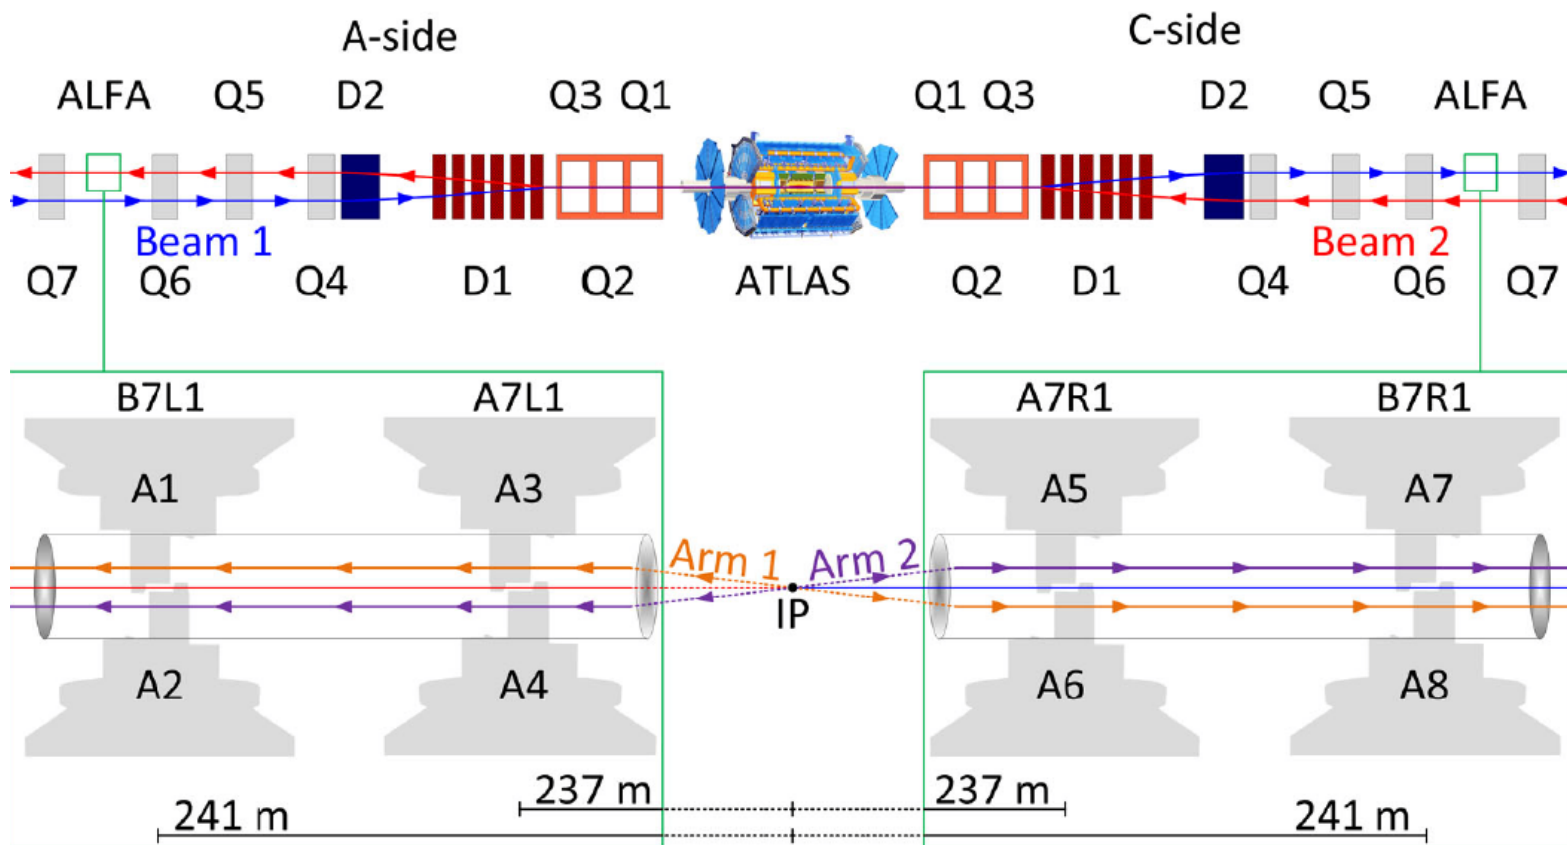 A-side C-side
ALFA Q5 D2 Q3 Q1 Q1 Q3 D2 Q5 ALFA
Beam 1 Beam 2
Q7 Q6 Q4 D1 Q2 ATLAS Q2 D1 Q4 Q6 Q7
B7L1 A7L1 A7R1 B7R1
A1 A3 A5 A7
Arm 1 Arm 2
IP
A2 A4 A6 A8
237 m 237 m
241 m 241 m